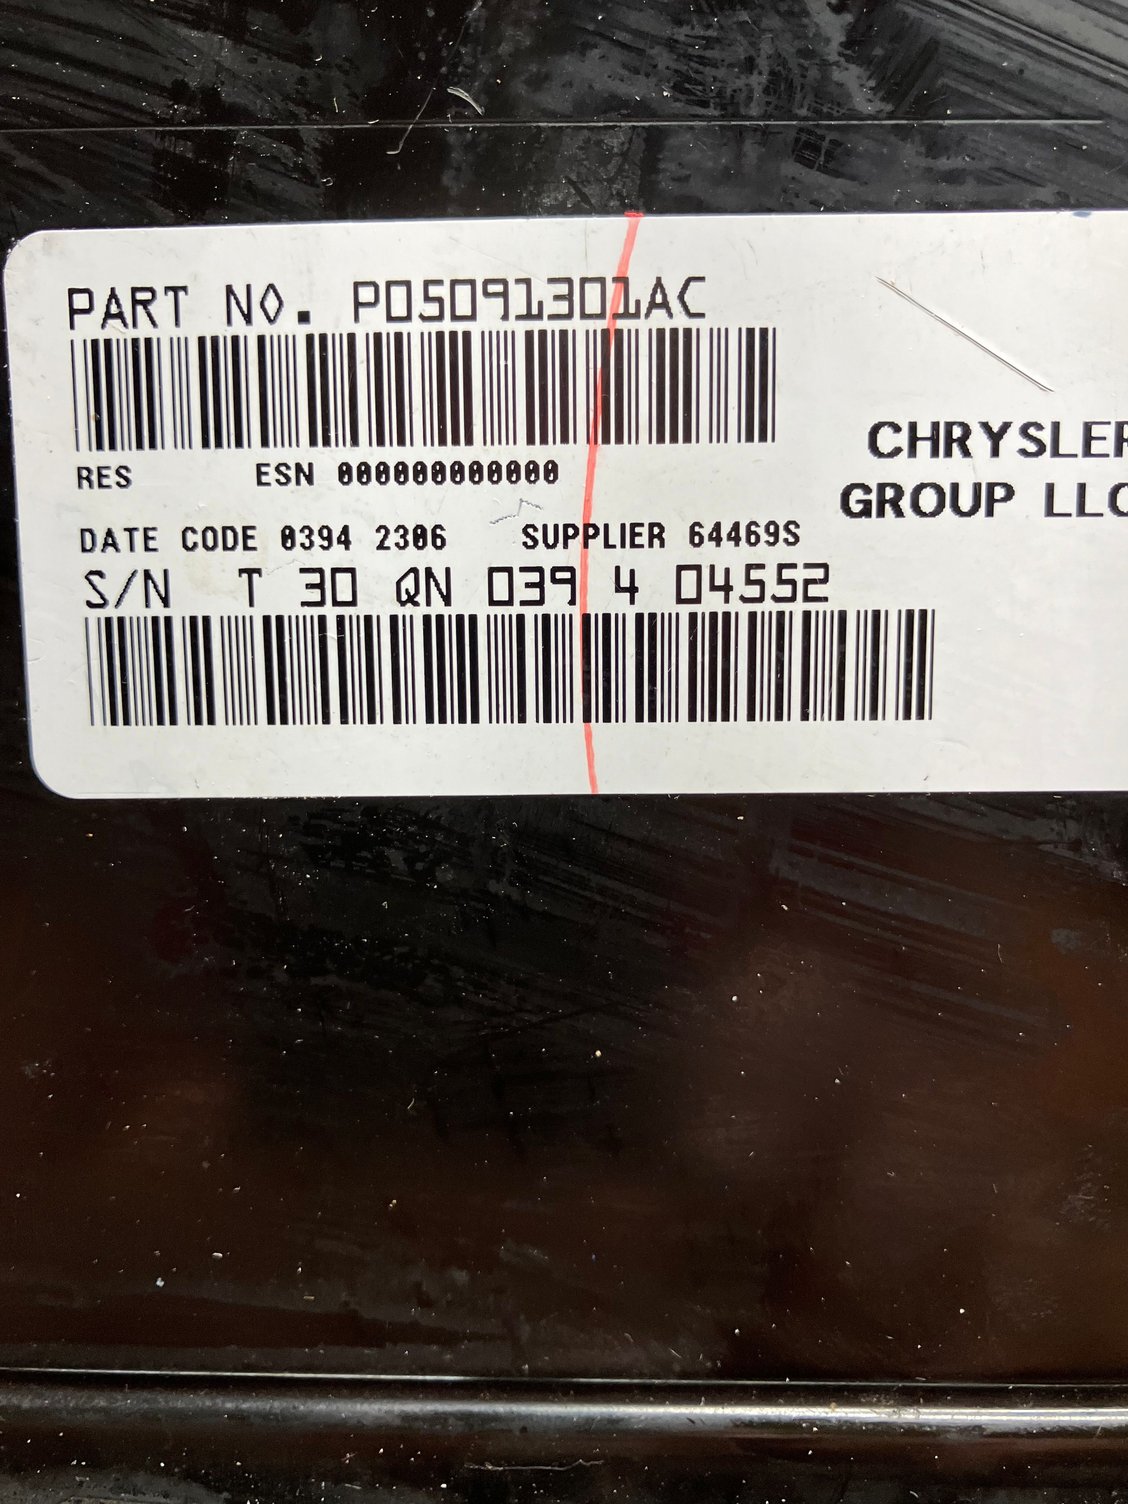 PART NO. P05091301AC
RES ESN 000000000000
DATE CODE 0394 2306 SUPPLIER 64469S
S/N T 30 QN 039 4 04552
CHRYSLER
GROUP LLC